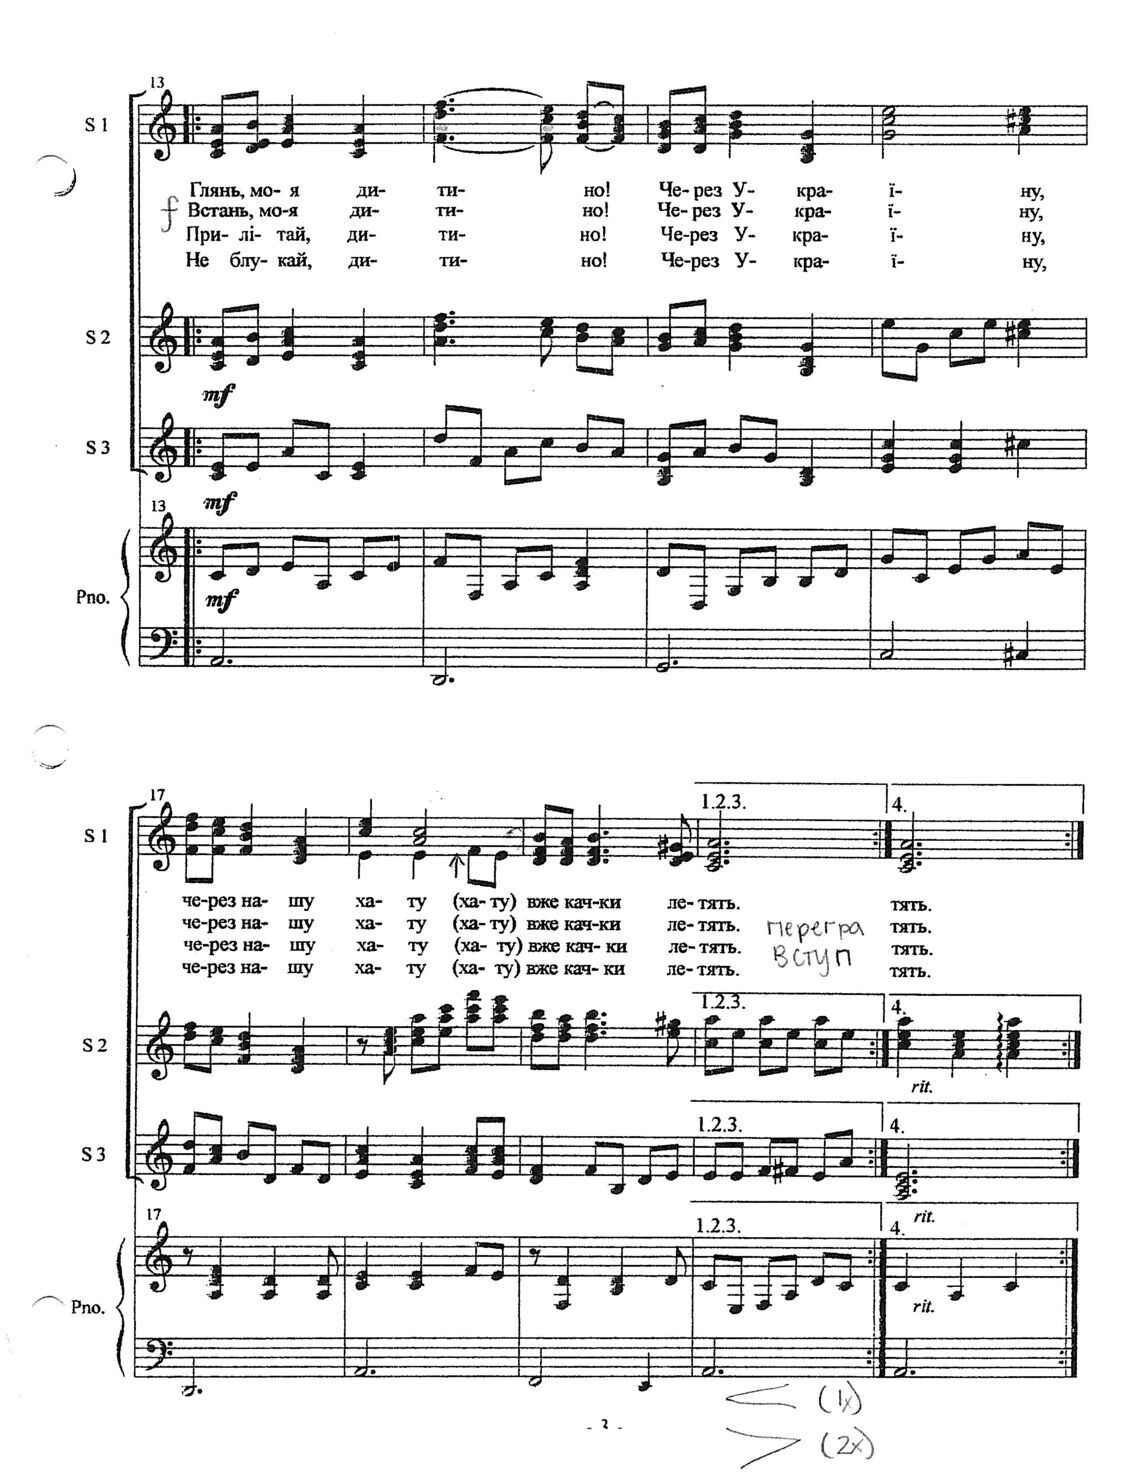 13
S 1
Глянь, мо- я ди- ти- но! Че- рез У- кра- ї- ну,
f Встань, мо-я ди- ти- но! Че- рез У- кра- ї- ну,
При- лі- тай, ди- ти- но! Че-рез У- кра- ї- ну,
Не блу- кай, ди- ти- но! Че-рез У- кра- ї- ну,
S 2
mf
S 3
mf
13
Pno.
mf
17
1.2.3. 4.
S 1
че-рез на- шу ха- ту (ха- ту) вже кач-ки ле- тять. тять.
че-рез на- шу ха- ту (ха- ту) вже кач-ки ле- тять. перегра тять.
че-рез на- шу ха- ту (ха- ту) вже кач- ки ле- тять. вступ тять.
че-рез на- шу ха- ту (ха- ту) вже кач- ки ле- тять. тять.
1.2.3. 4.
S 2
rit.
1.2.3. 4.
S 3
rit.
17
1.2.3. 4.
Pno.
rit.
(1x)
- 2 -
(2x)